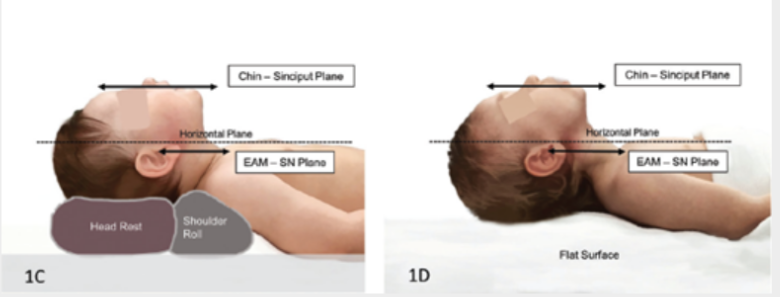 Chin – Sinciput Plane
Horizontal Plane
EAM – SN Plane
Head Rest
Shoulder
Roll
1C
Chin – Sinciput Plane
Horizontal Plane
EAM – SN Plane
Flat Surface
1D